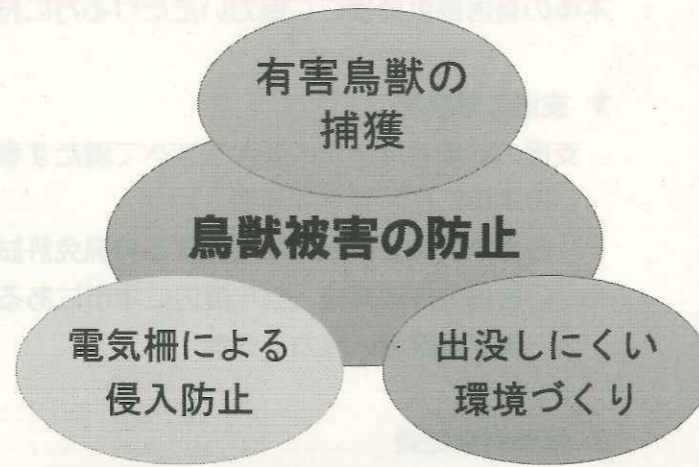 有害鳥獣の
捕獲
鳥獣被害の防止
電気柵による
侵入防止
出没しにくい
環境づくり